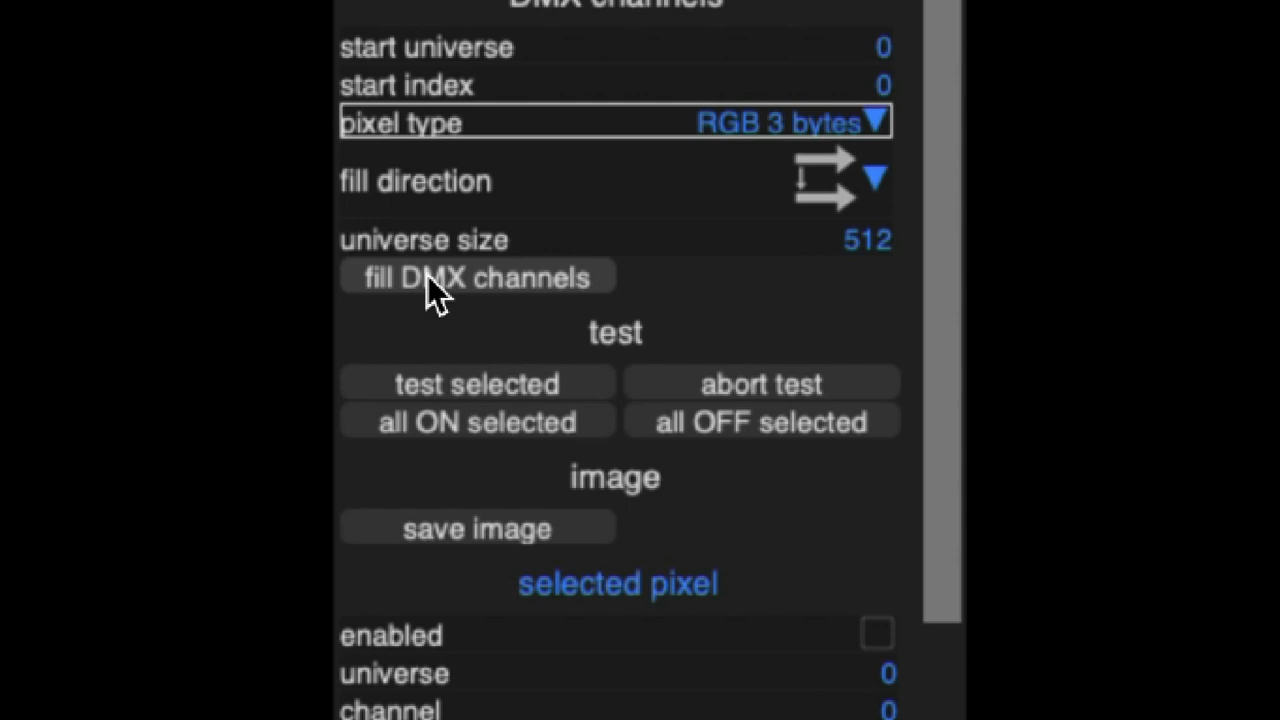 DMX channels
start universe 0
start index 0
pixel type RGB 3 bytes
fill direction
universe size 512
fill DMX channels
test
test selected abort test
all ON selected all OFF selected
image
save image
selected pixel
enabled
universe 0
channel 0